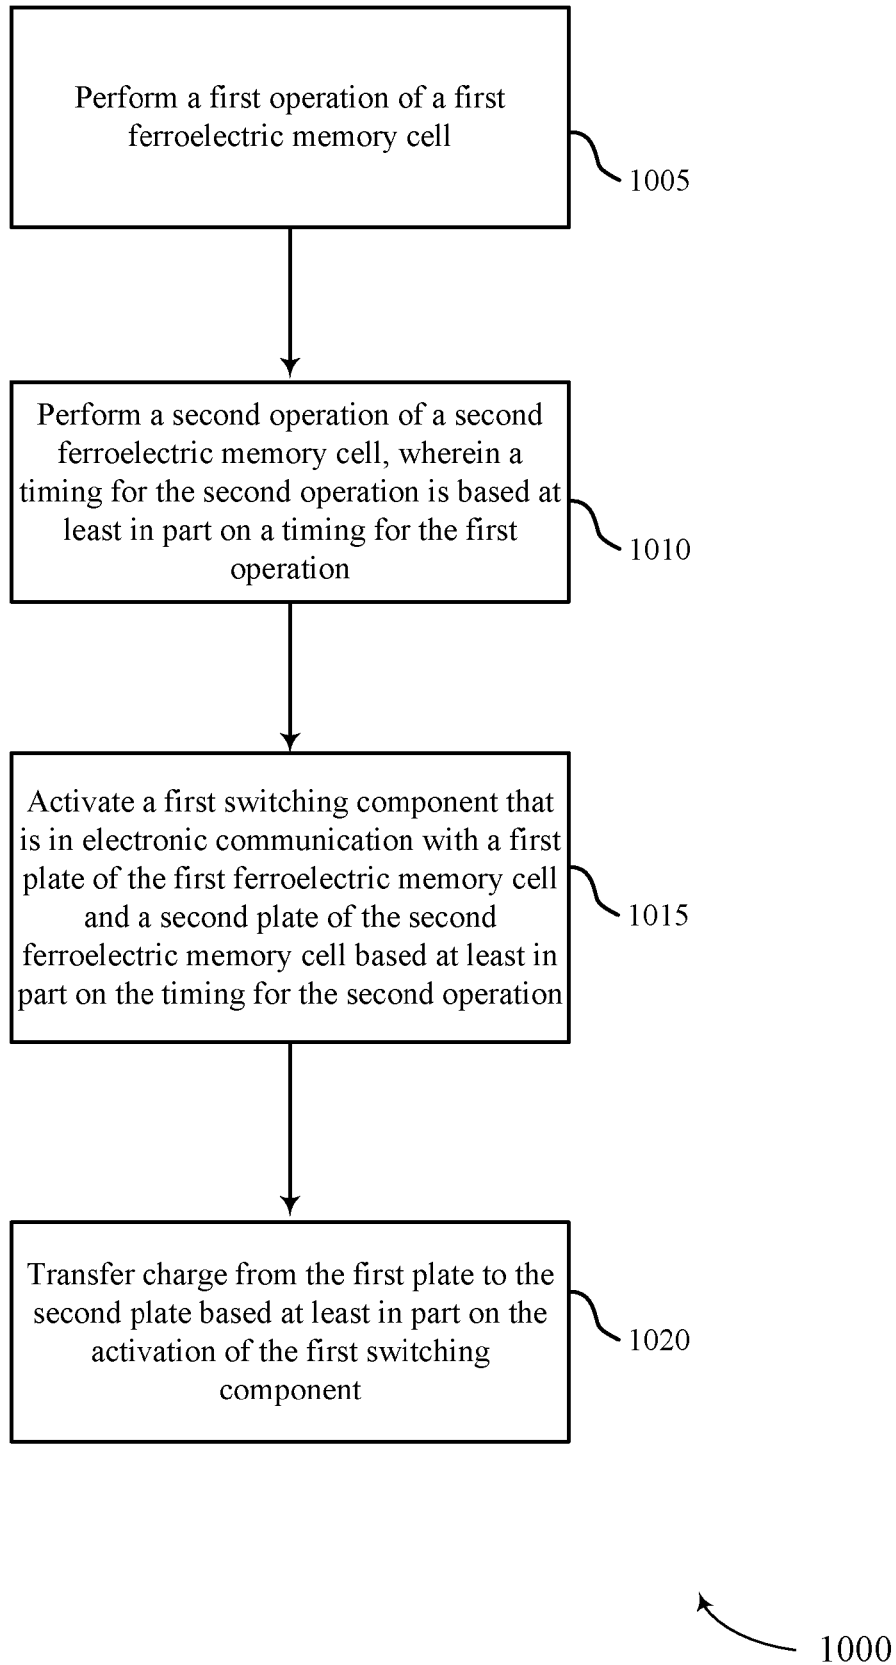 Perform a first operation of a first
ferroelectric memory cell
1005
Perform a second operation of a second
ferroelectric memory cell, wherein a
timing for the second operation is based at
least in part on a timing for the first
operation
1010
Activate a first switching component that
is in electronic communication with a first
plate of the first ferroelectric memory cell
and a second plate of the second
ferroelectric memory cell based at least in
part on the timing for the second operation
1015
Transfer charge from the first plate to the
second plate based at least in part on the
activation of the first switching
component
1020
1000